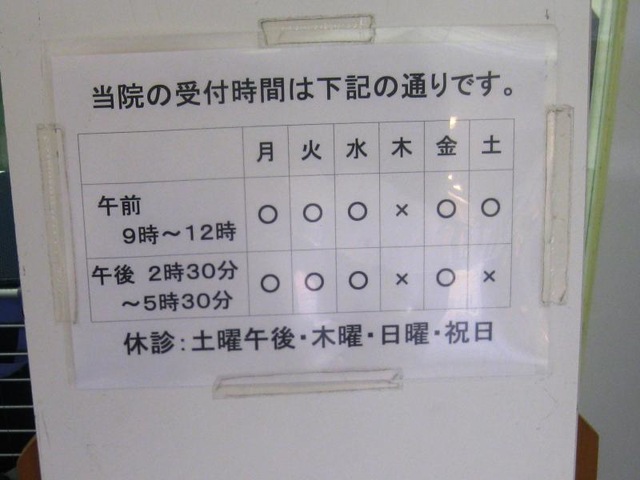 当院の受付時間は下記の通りです。
月 火 水 木 金 土
午前 9時～12時 ○ ○ ○ × ○ ○
午後 2時30分～5時30分 ○ ○ ○ × ○ ×
休診：土曜午後・木曜・日曜・祝日